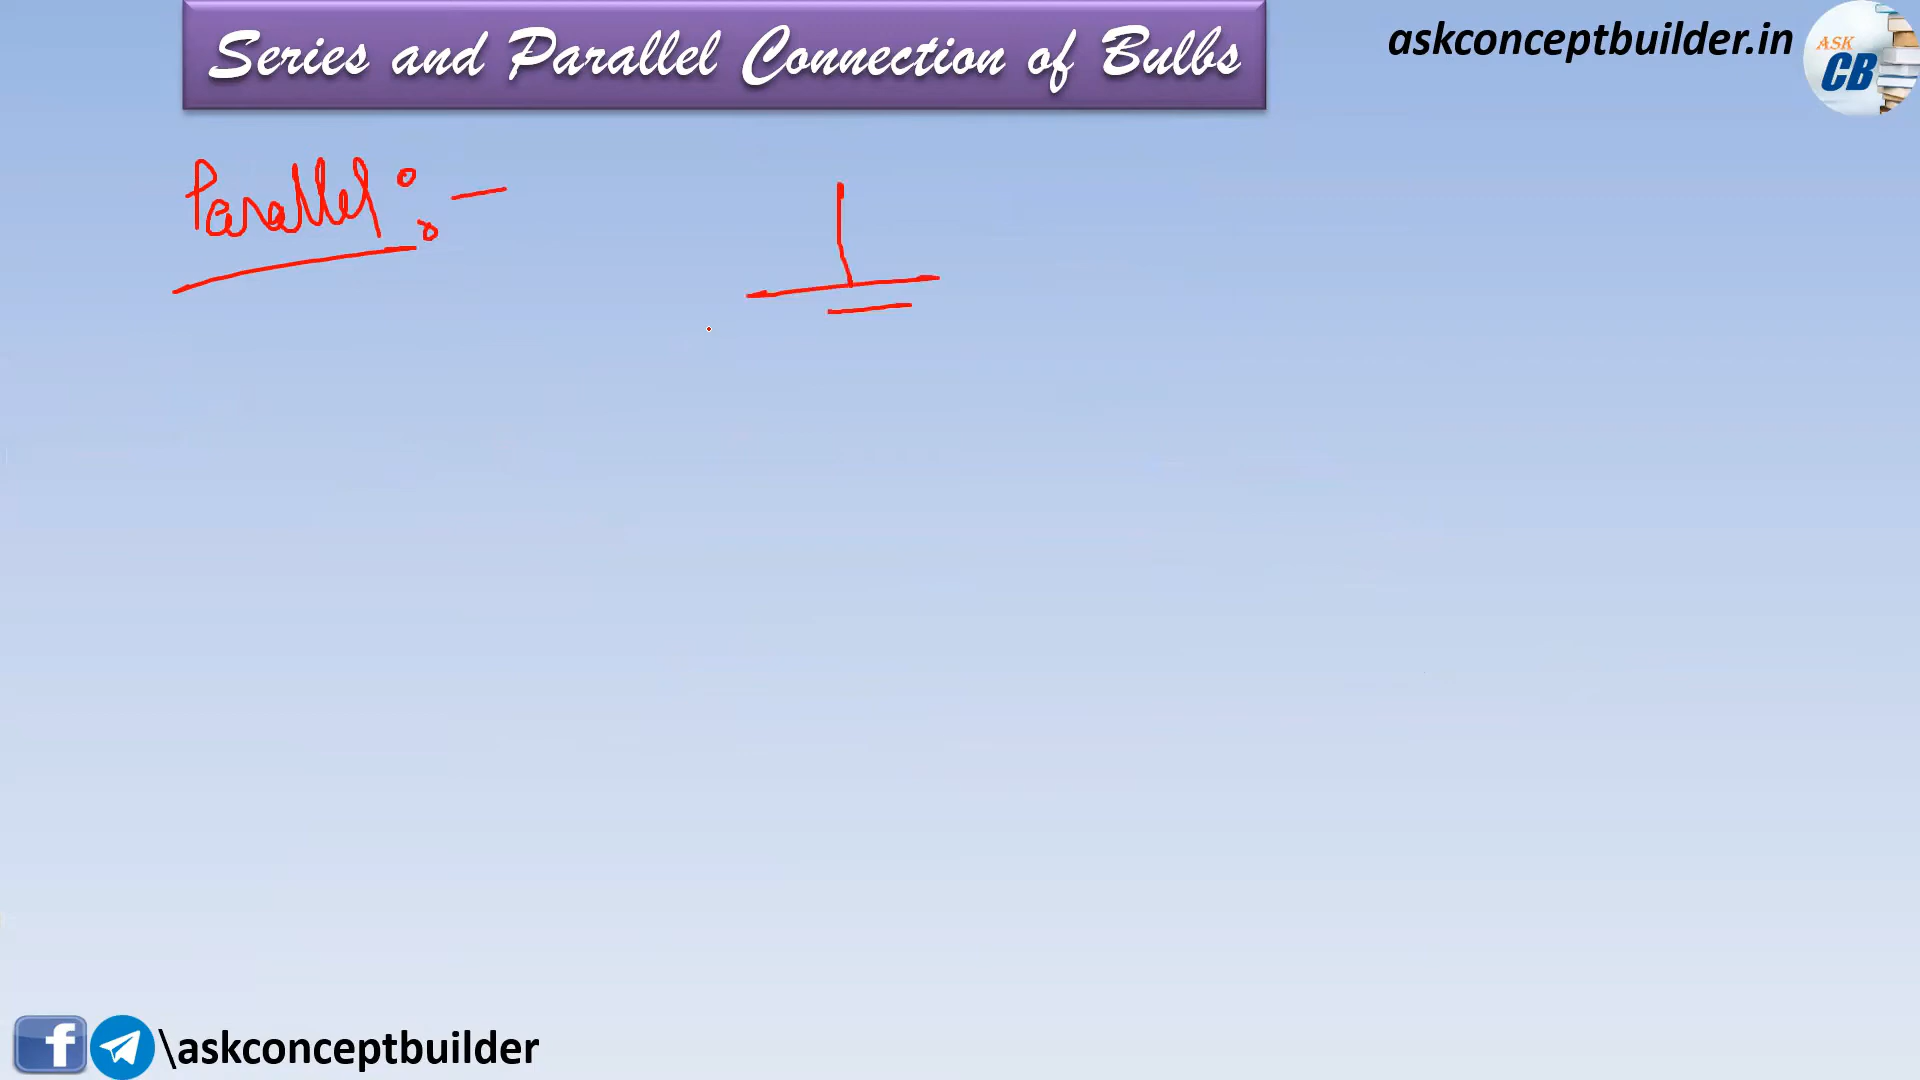 Series and Parallel Connection of Bulbs
askconceptbuilder.in
ASK
CB
Parallel :-
\askconceptbuilder